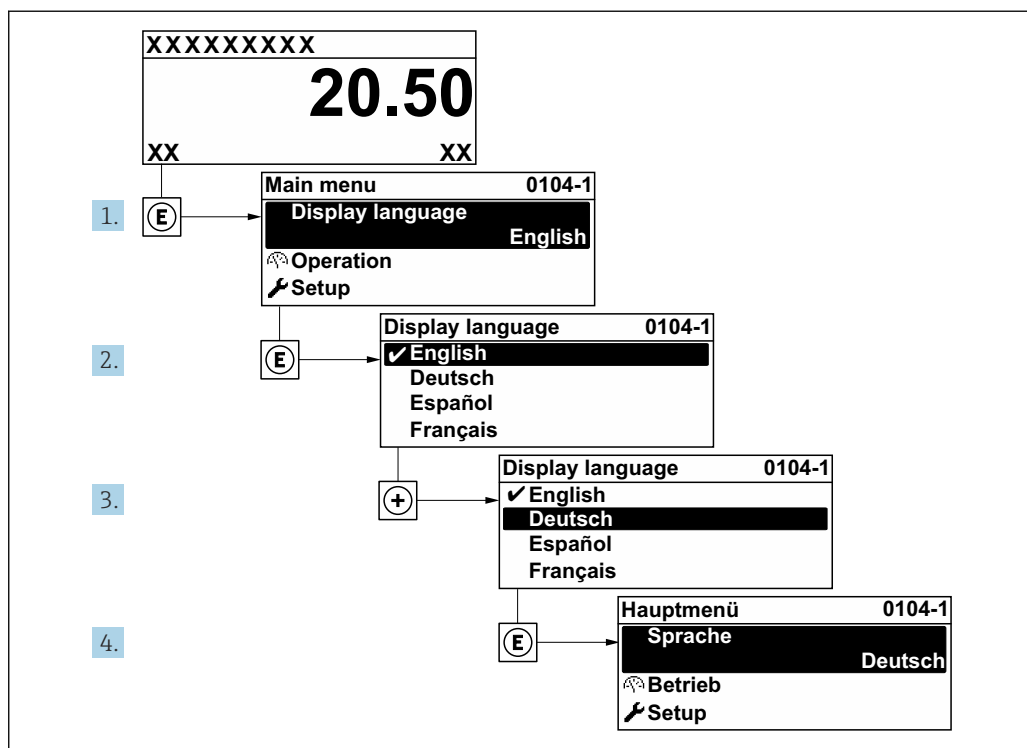 XXXXXXXXX
20.50
XX XX
1. E
Main menu 0104-1
Display language
English
Operation
Setup
2. E
Display language 0104-1
✔English
Deutsch
Español
Français
3. +
Display language 0104-1
✔English
Deutsch
Español
Français
4. E
Hauptmenü 0104-1
Sprache
Deutsch
Betrieb
Setup